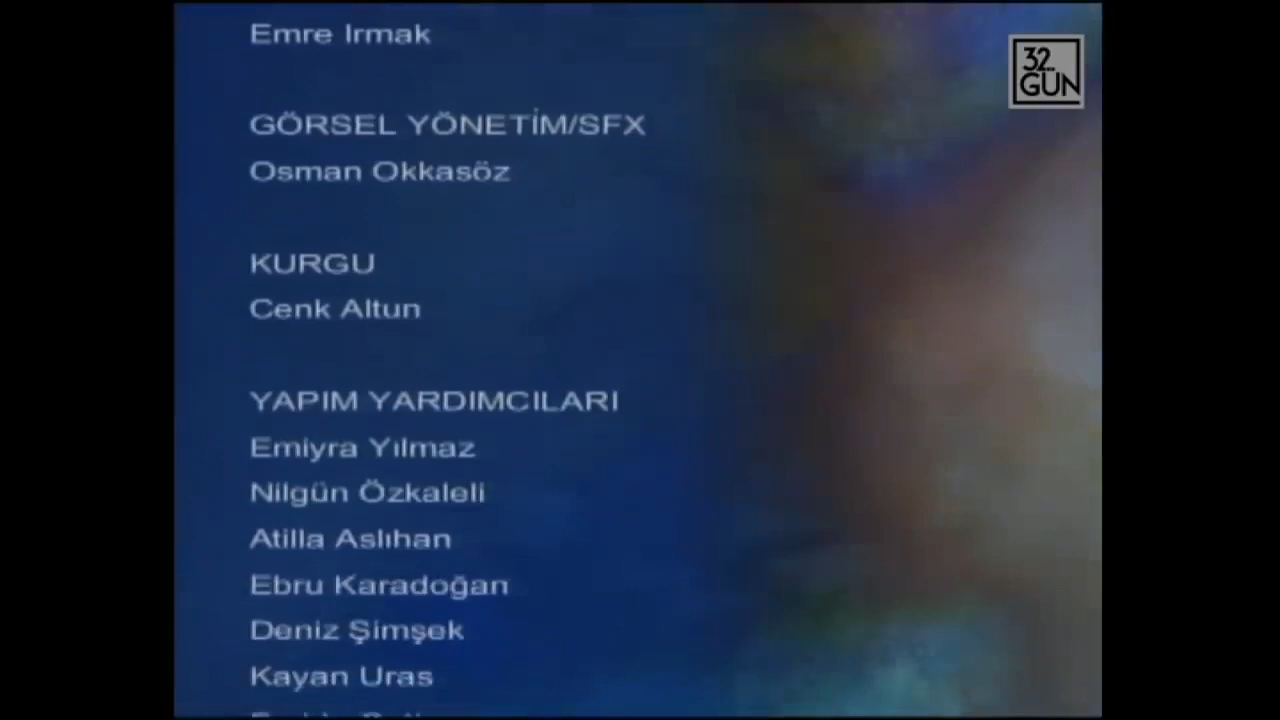 Emre Irmak
32.
GÜN
GÖRSEL YÖNETİM/SFX
Osman Okkasöz
KURGU
Cenk Altun
YAPIM YARDIMCILARI
Emiyra Yılmaz
Nilgün Özkaleli
Atilla Aslıhan
Ebru Karadoğan
Deniz Şimşek
Kayan Uras